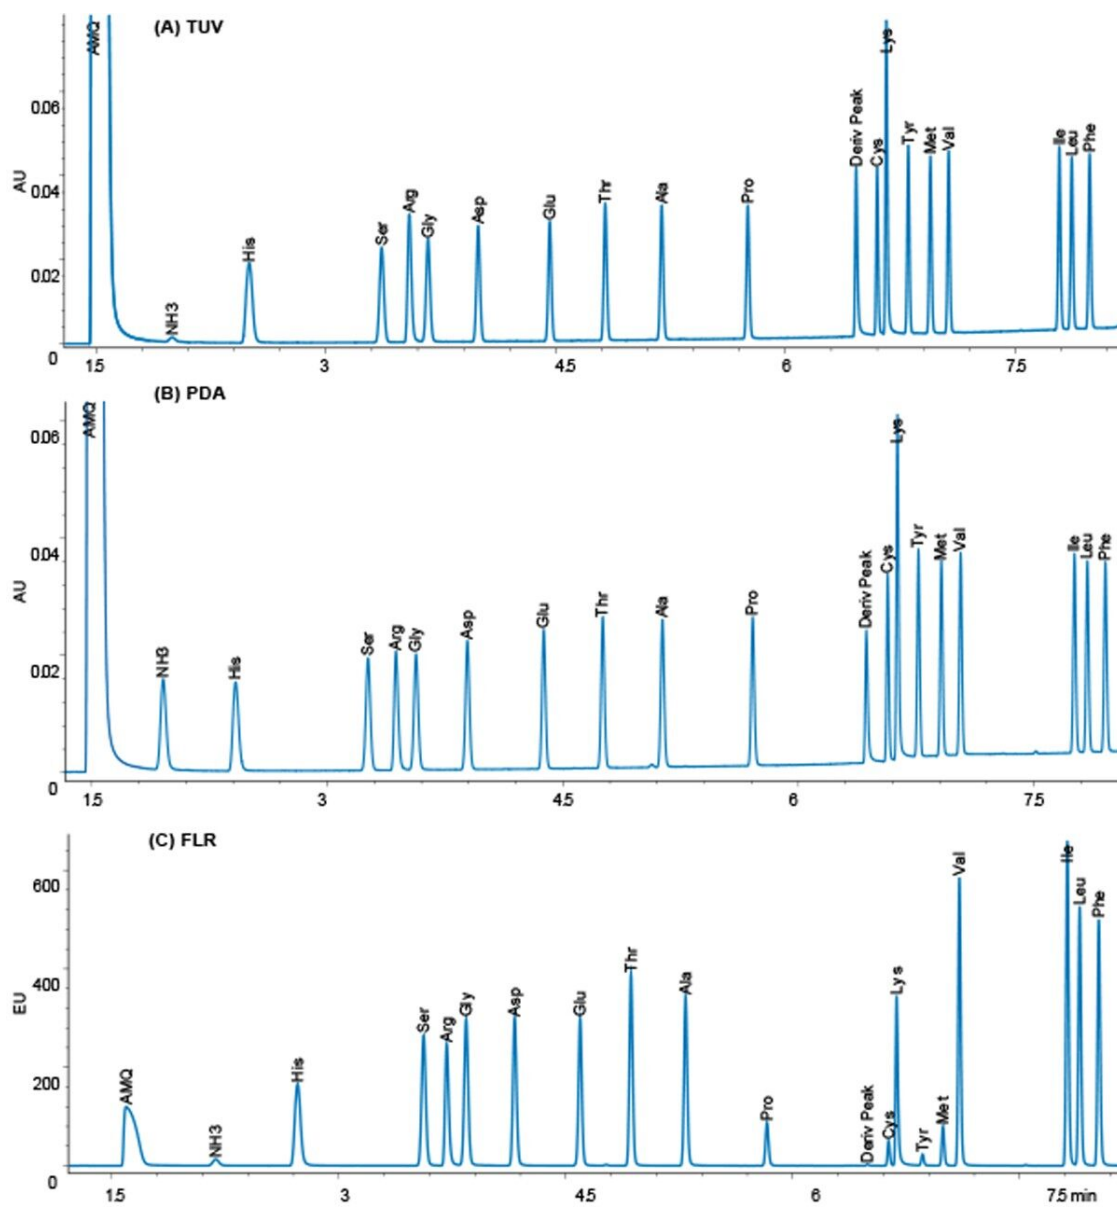 (A) TUV
AMQ
NH3
His
Ser
Arg
Gly
Asp
Glu
Thr
Ala
Pro
Deriv Peak
Cys
Lys
Tyr
Met
Val
Ile
Leu
Phe
AU
0.06
0.04
0.02
0
1.5 3 4.5 6 7.5
(B) PDA
AMQ
NH3
His
Ser
Arg
Gly
Asp
Glu
Thr
Ala
Pro
Deriv Peak
Cys
Lys
Tyr
Met
Val
Ile
Leu
Phe
AU
0.06
0.04
0.02
0
1.5 3 4.5 6 7.5
(C) FLR
AMQ
NH3
His
Ser
Arg
Gly
Asp
Glu
Thr
Ala
Pro
Deriv Peak
Cys
Lys
Tyr
Met
Val
Ile
Leu
Phe
EU
600
400
200
0
1.5 3 4.5 6 7.5 min